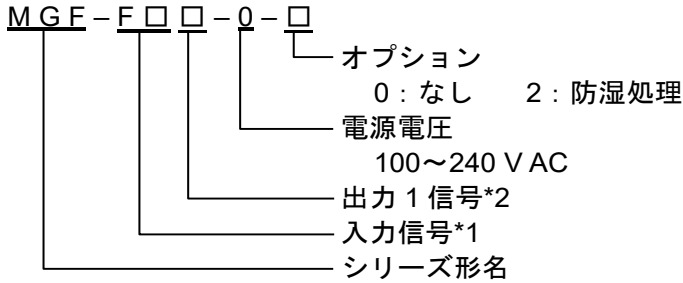 MGF–F□□–0–□
オプション
0：なし　2：防湿処理
電源電圧
100～240 V AC
出力1信号*2
入力信号*1
シリーズ形名